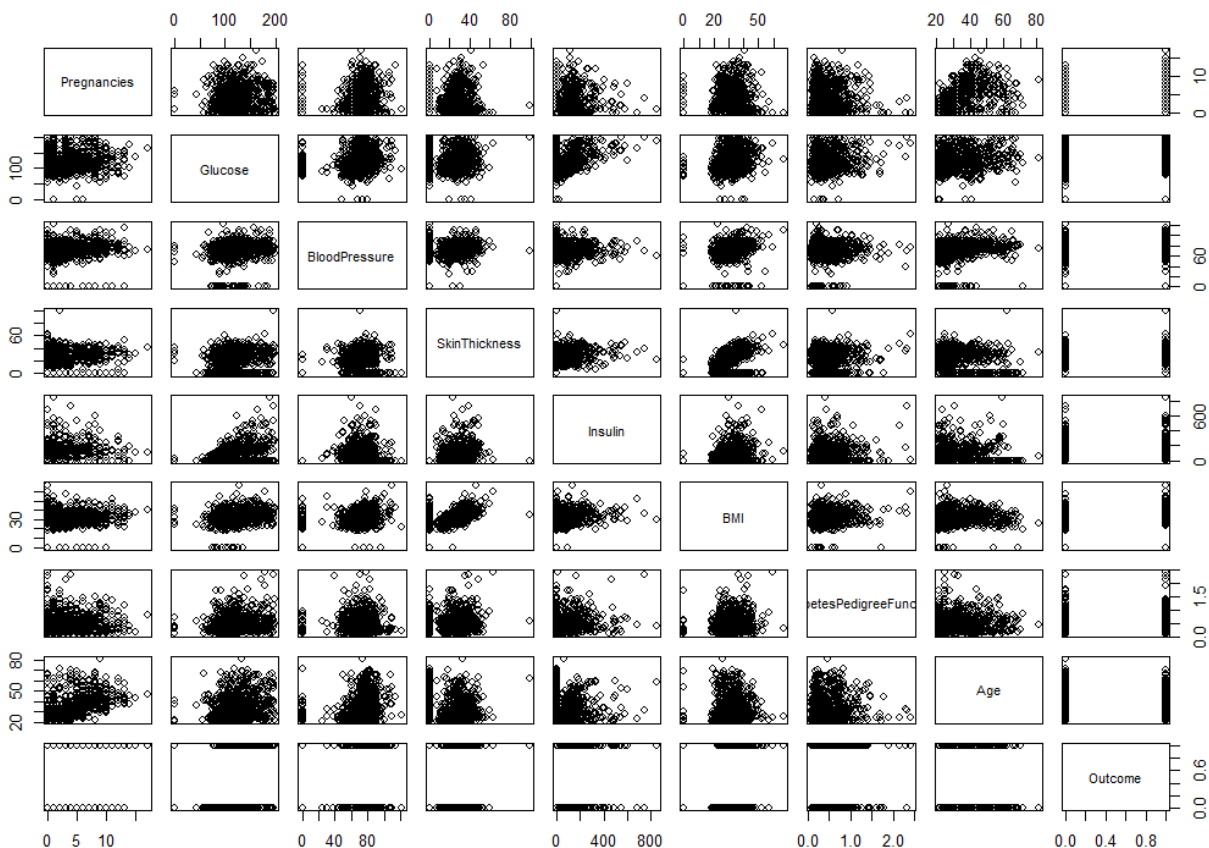 0 100 200
0 40 100
0 20 40 60
20 40 60 80
Pregnancies
0 10
0 100
Glucose
BloodPressure
0 60
0 60
SkinThickness
Insulin
0 600
0 30
BMI
betesPedigreeFunc
0.0 1.5
20 50 80
Age
Outcome
0.0 0.6
0 5 10
0 40 80
0 400 800
0.0 1.0 2.0
0.0 0.4 0.8